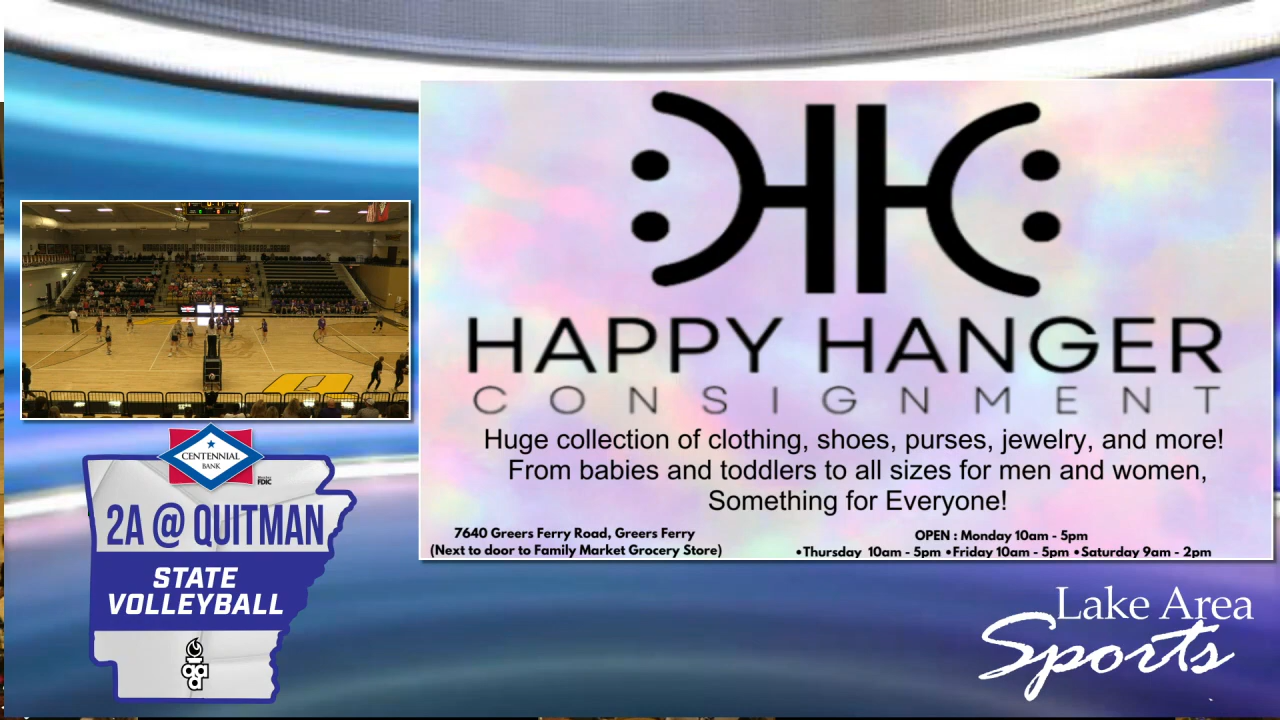 HAPPY HANGER
CONSIGNMENT
Huge collection of clothing, shoes, purses, jewelry, and more!
From babies and toddlers to all sizes for men and women,
Something for Everyone!
7640 Greers Ferry Road, Greers Ferry
(Next to door to Family Market Grocery Store)
OPEN : Monday 10am - 5pm
•Thursday 10am - 5pm •Friday 10am - 5pm •Saturday 9am - 2pm
CENTENNIAL
BANK
FDIC
2A @ QUITMAN
STATE
VOLLEYBALL
Lake Area
Sports